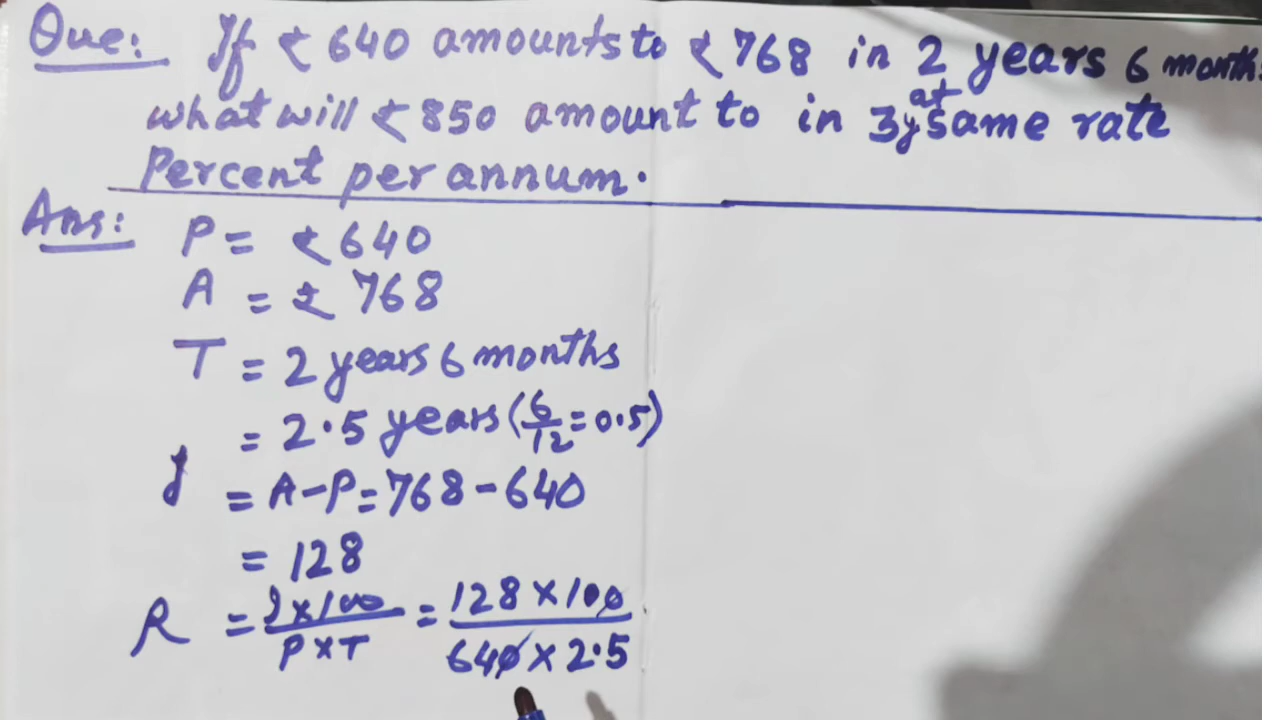 Que: If ₹640 amounts to ₹768 in 2 years 6 months
what will ₹850 amount to in 3y at same rate
Percent per annum.
Ans: P = ₹640
A = ₹768
T = 2 years 6 months
= 2.5 years (6/12 = 0.5)
I = A-P = 768-640
= 128
R = I×100/P×T = 128×100/640×2.5